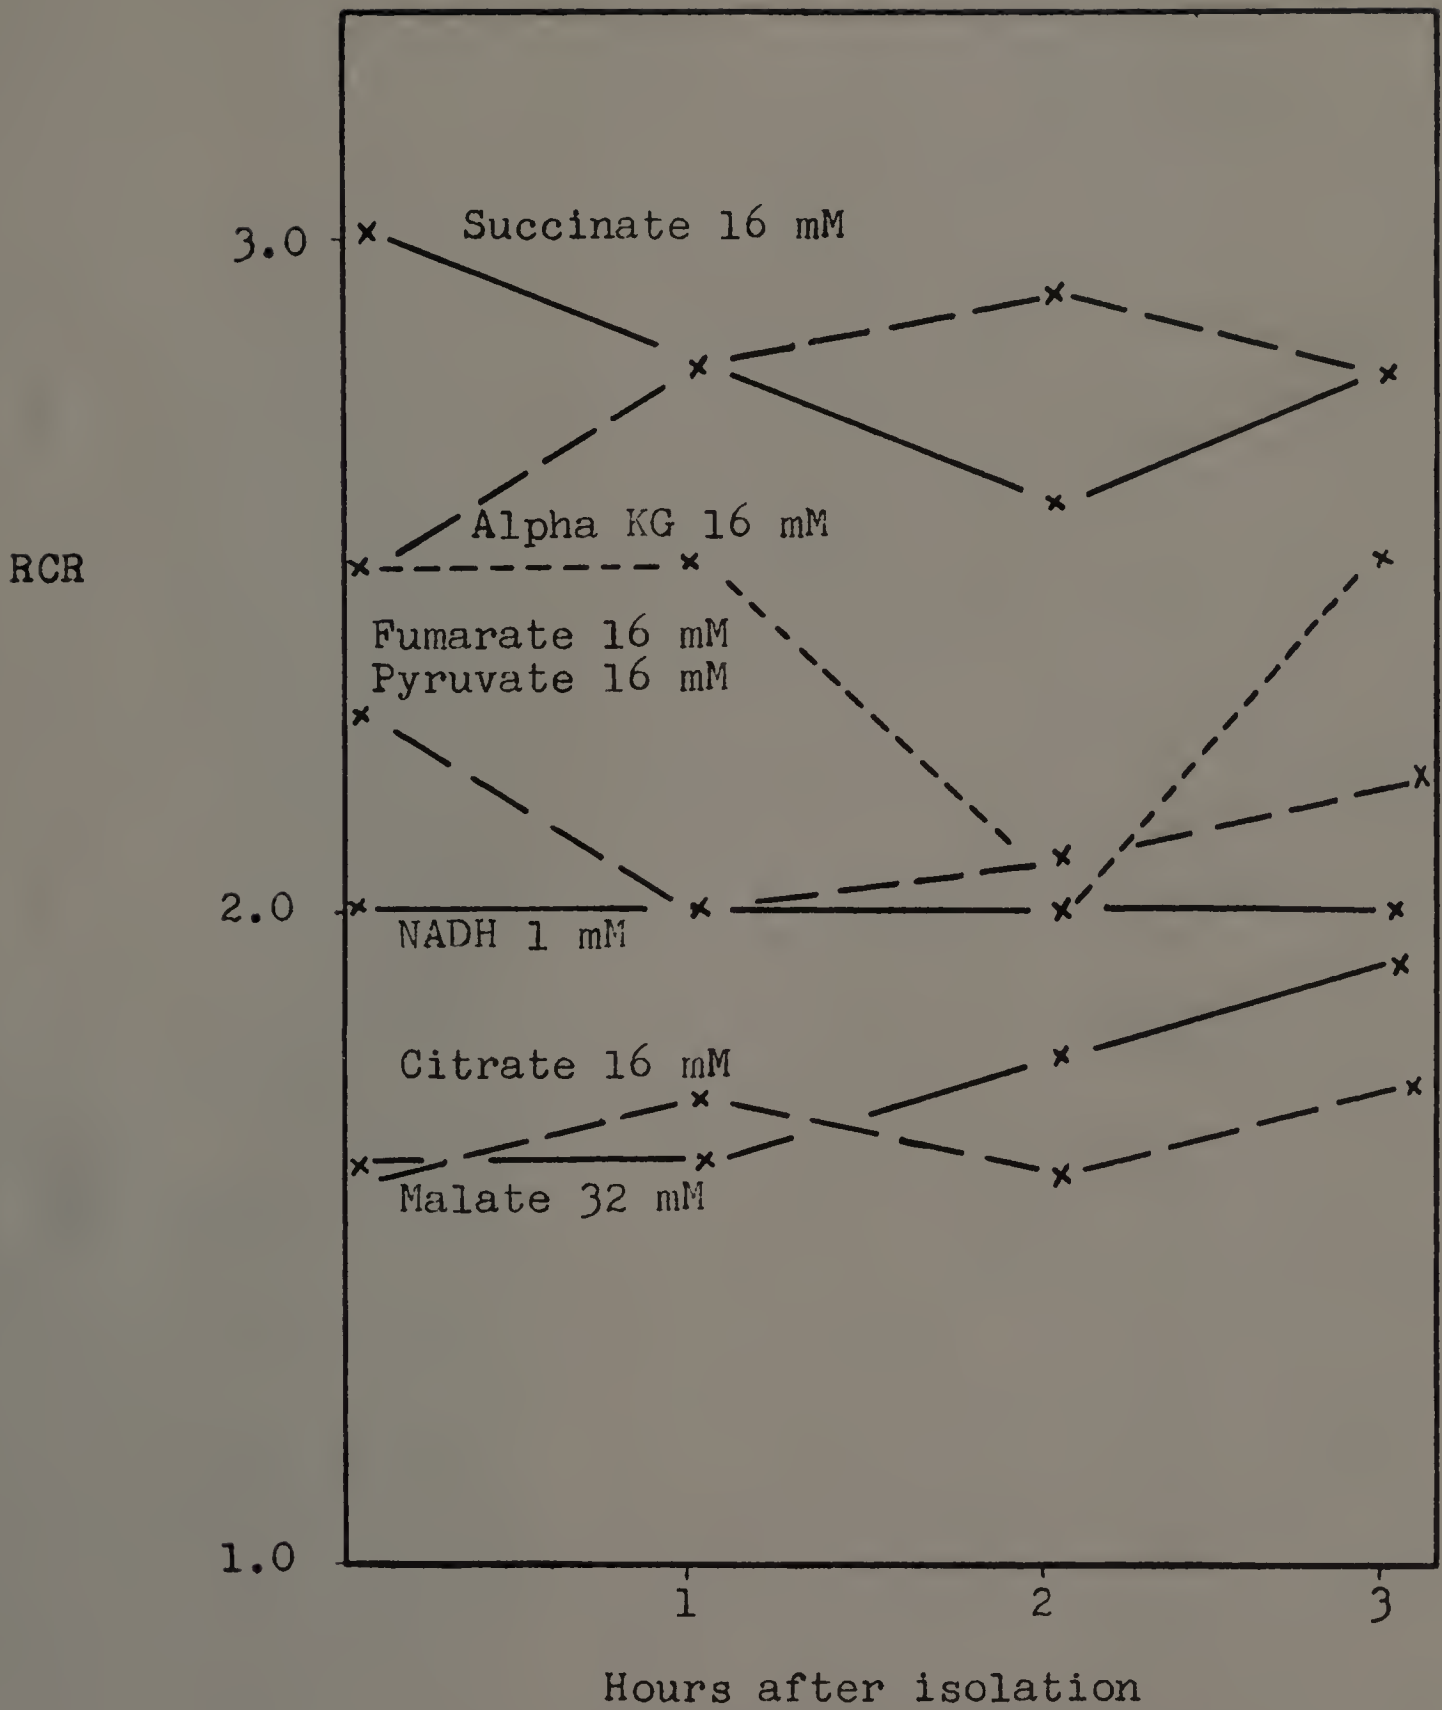 3.0
Succinate 16 mM
Alpha KG 16 mM
RCR
Fumarate 16 mM
Pyruvate 16 mM
2.0
NADH 1 mM
Citrate 16 mM
Malate 32 mM
1.0
1 2 3
Hours after isolation